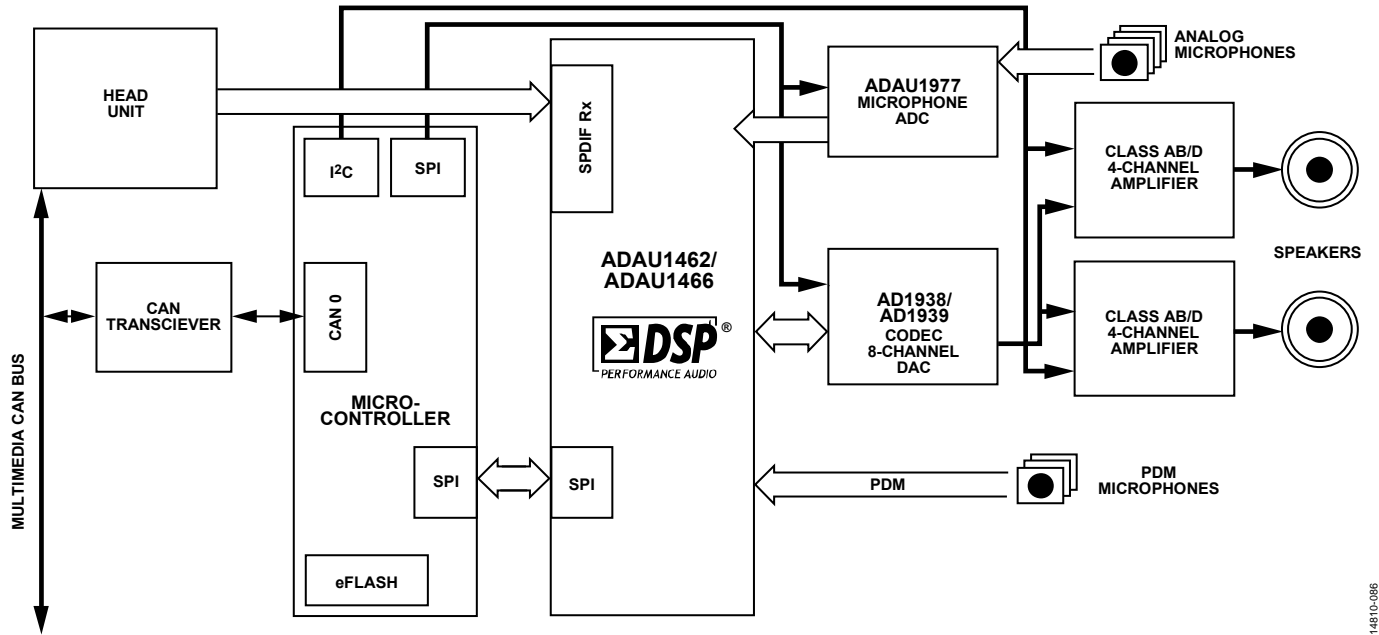 HEAD
UNIT
I²C
SPI
SPDIF Rx
ADAU1977
MICROPHONE
ADC
ANALOG
MICROPHONES
CLASS AB/D
4-CHANNEL
AMPLIFIER
SPEAKERS
CAN
TRANSCIEVER
CAN 0
ADAU1462/
ADAU1466
ΣDSP®
PERFORMANCE AUDIO
AD1938/
AD1939
CODEC
8-CHANNEL
DAC
CLASS AB/D
4-CHANNEL
AMPLIFIER
MULTIMEDIA CAN BUS
MICRO-
CONTROLLER
SPI
SPI
PDM
PDM
MICROPHONES
eFLASH
14810-086